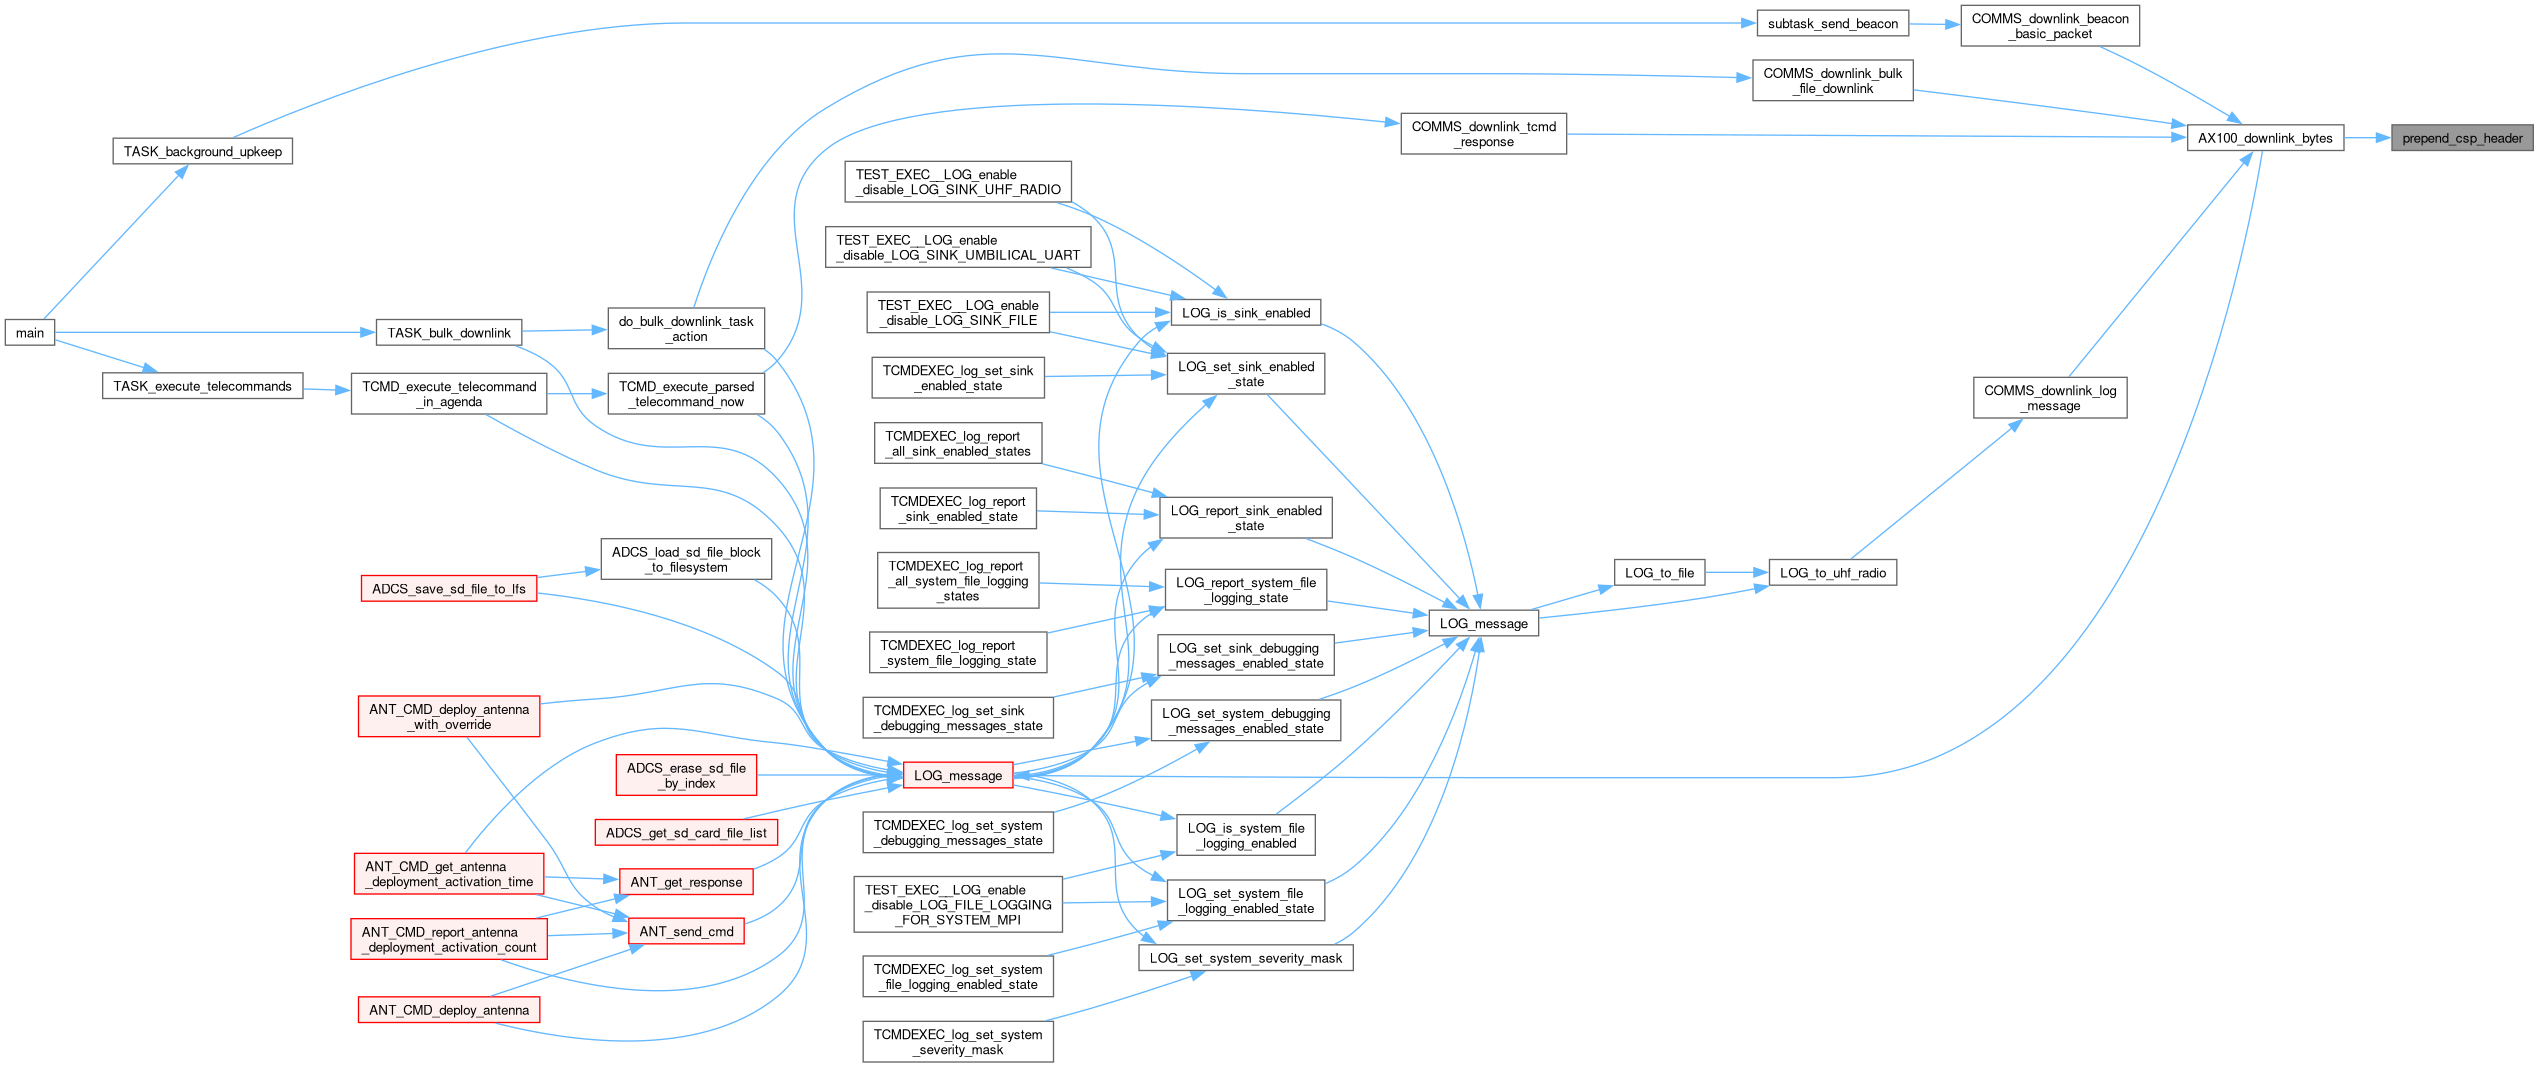 subtask_send_beacon
COMMS_downlink_beacon
_basic_packet
COMMS_downlink_bulk
_file_downlink
COMMS_downlink_tcmd
_response
AX100_downlink_bytes
prepend_csp_header
TASK_background_upkeep
TEST_EXEC__LOG_enable
_disable_LOG_SINK_UHF_RADIO
TEST_EXEC__LOG_enable
_disable_LOG_SINK_UMBILICAL_UART
TEST_EXEC__LOG_enable
_disable_LOG_SINK_FILE
LOG_is_sink_enabled
main
TASK_bulk_downlink
do_bulk_downlink_task
_action
TASK_execute_telecommands
TCMD_execute_telecommand
_in_agenda
TCMD_execute_parsed
_telecommand_now
TCMDEXEC_log_set_sink
_enabled_state
LOG_set_sink_enabled
_state
COMMS_downlink_log
_message
TCMDEXEC_log_report
_all_sink_enabled_states
TCMDEXEC_log_report
_sink_enabled_state
LOG_report_sink_enabled
_state
ADCS_load_sd_file_block
_to_filesystem
ADCS_save_sd_file_to_lfs
TCMDEXEC_log_report
_all_system_file_logging
_states
LOG_report_system_file
_logging_state
LOG_to_file
LOG_to_uhf_radio
LOG_message
TCMDEXEC_log_report
_system_file_logging_state
LOG_set_sink_debugging
_messages_enabled_state
ANT_CMD_deploy_antenna
_with_override
TCMDEXEC_log_set_sink
_debugging_messages_state
LOG_set_system_debugging
_messages_enabled_state
ADCS_erase_sd_file
_by_index
LOG_message
ADCS_get_sd_card_file_list
TCMDEXEC_log_set_system
_debugging_messages_state
LOG_is_system_file
_logging_enabled
ANT_CMD_get_antenna
_deployment_activation_time
ANT_get_response
TEST_EXEC__LOG_enable
_disable_LOG_FILE_LOGGING
_FOR_SYSTEM_MPI
LOG_set_system_file
_logging_enabled_state
ANT_CMD_report_antenna
_deployment_activation_count
ANT_send_cmd
TCMDEXEC_log_set_system
_file_logging_enabled_state
LOG_set_system_severity_mask
ANT_CMD_deploy_antenna
TCMDEXEC_log_set_system
_severity_mask